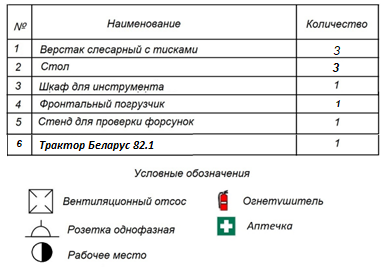 № Наименование Количество
1 Верстак слесарный с тисками 3
2 Стол 3
3 Шкаф для инструмента 1
4 Фронтальный погрузчик 1
5 Стенд для проверки форсунок 1
6 Трактор Беларус 82.1 1
Условные обозначения
Вентиляционный отсос Огнетушитель
Розетка однофазная Аптечка
Рабочее место